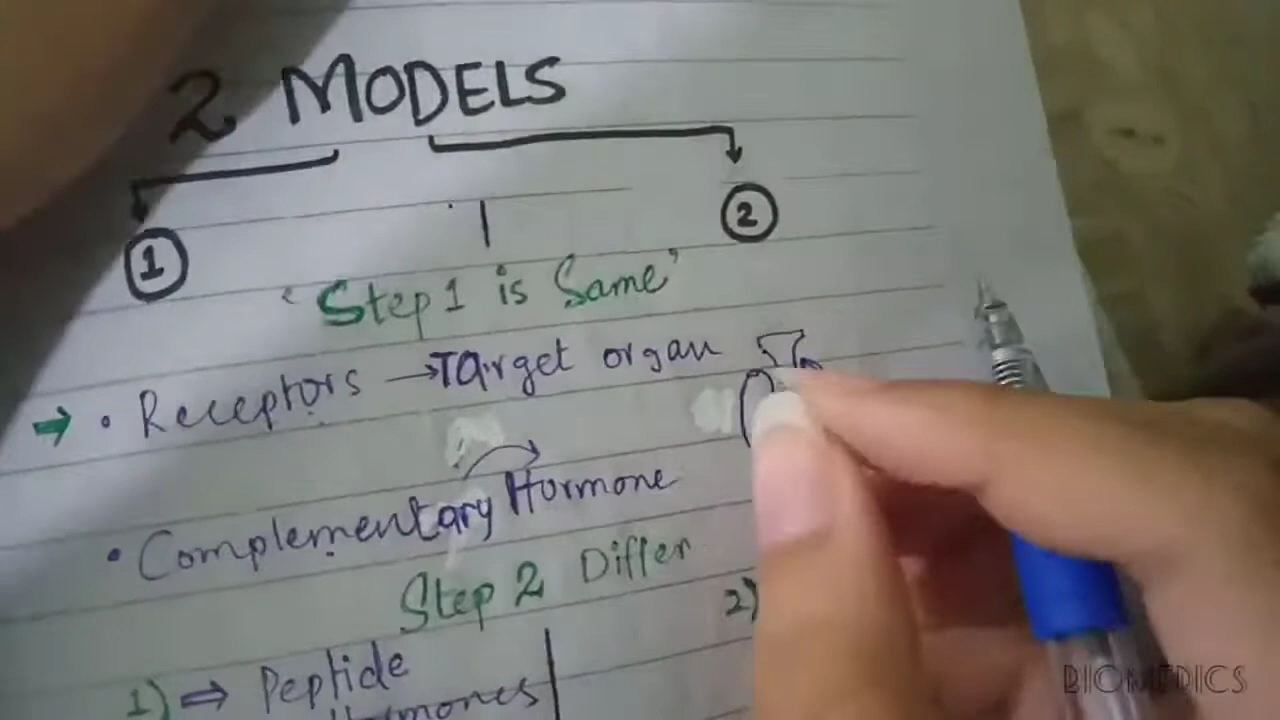 2 MODELS
1 2
'Step 1 is Same'
→ • Receptors → Target organ
• Complementary Hormone
Step 2 Differ
1) ⇒ Peptide 2)
Hormones
BIOMEDICS